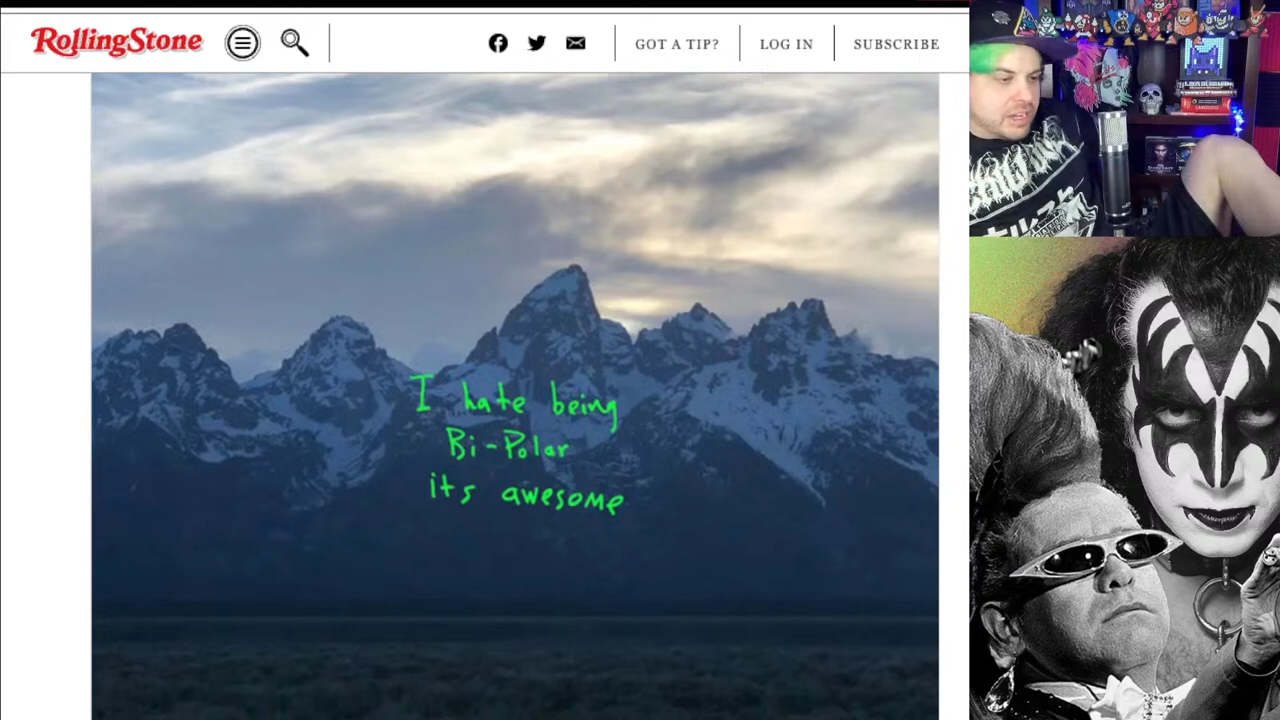 RollingStone
GOT A TIP?
LOG IN
SUBSCRIBE
I hate being
Bi-Polar
its awesome